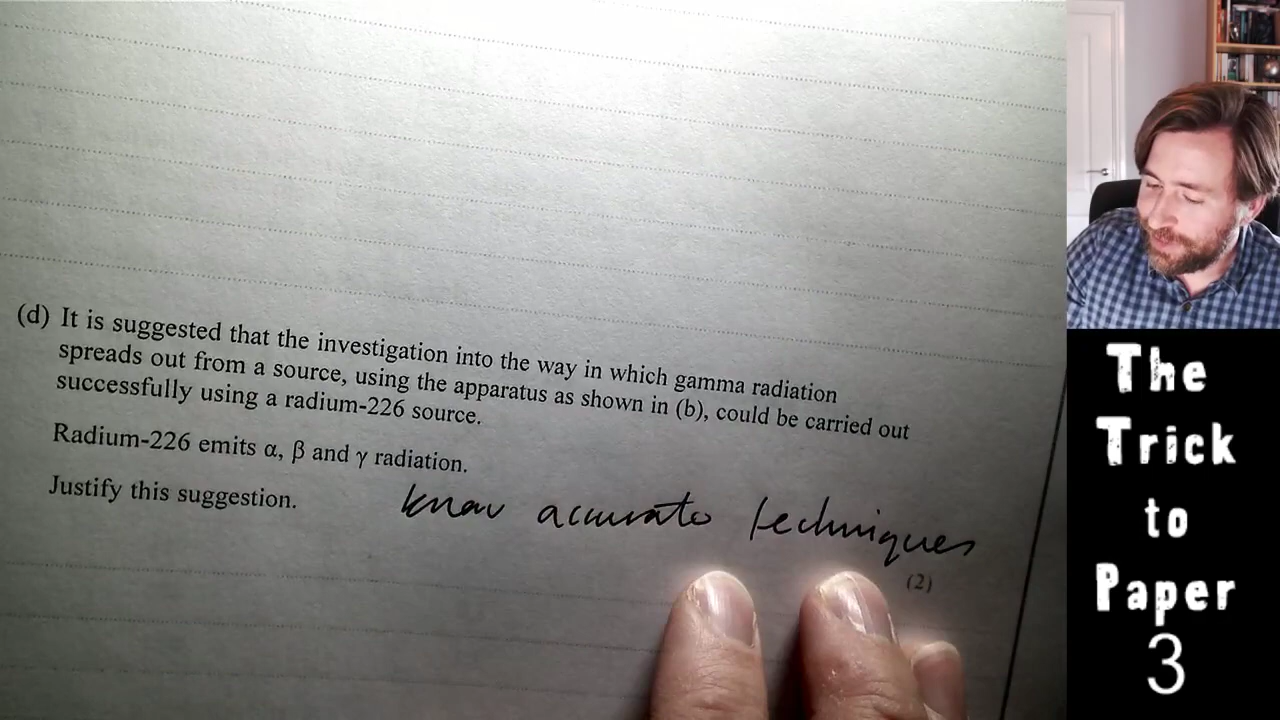 (d) It is suggested that the investigation into the way in which gamma radiation
spreads out from a source, using the apparatus as shown in (b), could be carried out
successfully using a radium-226 source.
Radium-226 emits α, β and γ radiation.
Justify this suggestion.
know accurate techniques
(2)
The
Trick
to
Paper
3